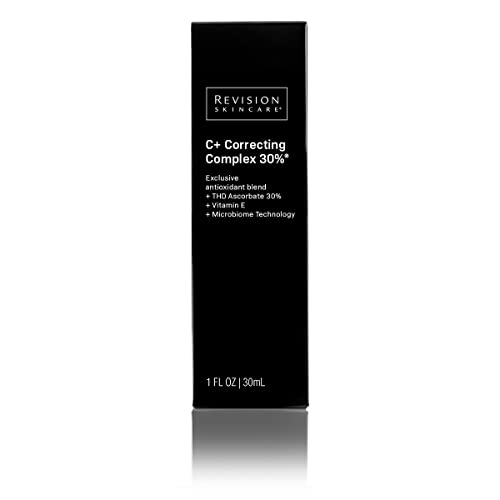 REVISION
SKINCARE®
C+ Correcting
Complex 30%®
Exclusive
antioxidant blend
+ THD Ascorbate 30%
+ Vitamin E
+ Microbiome Technology
1 FL OZ | 30mL